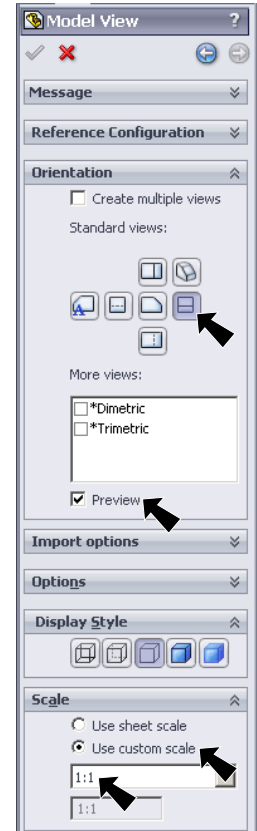 Model View ?
Message
Reference Configuration
Orientation
Create multiple views
Standard views:
A
More views:
*Dimetric
*Trimetric
Preview
Import options
Options
Display Style
Scale
Use sheet scale
Use custom scale
1:1
1:1